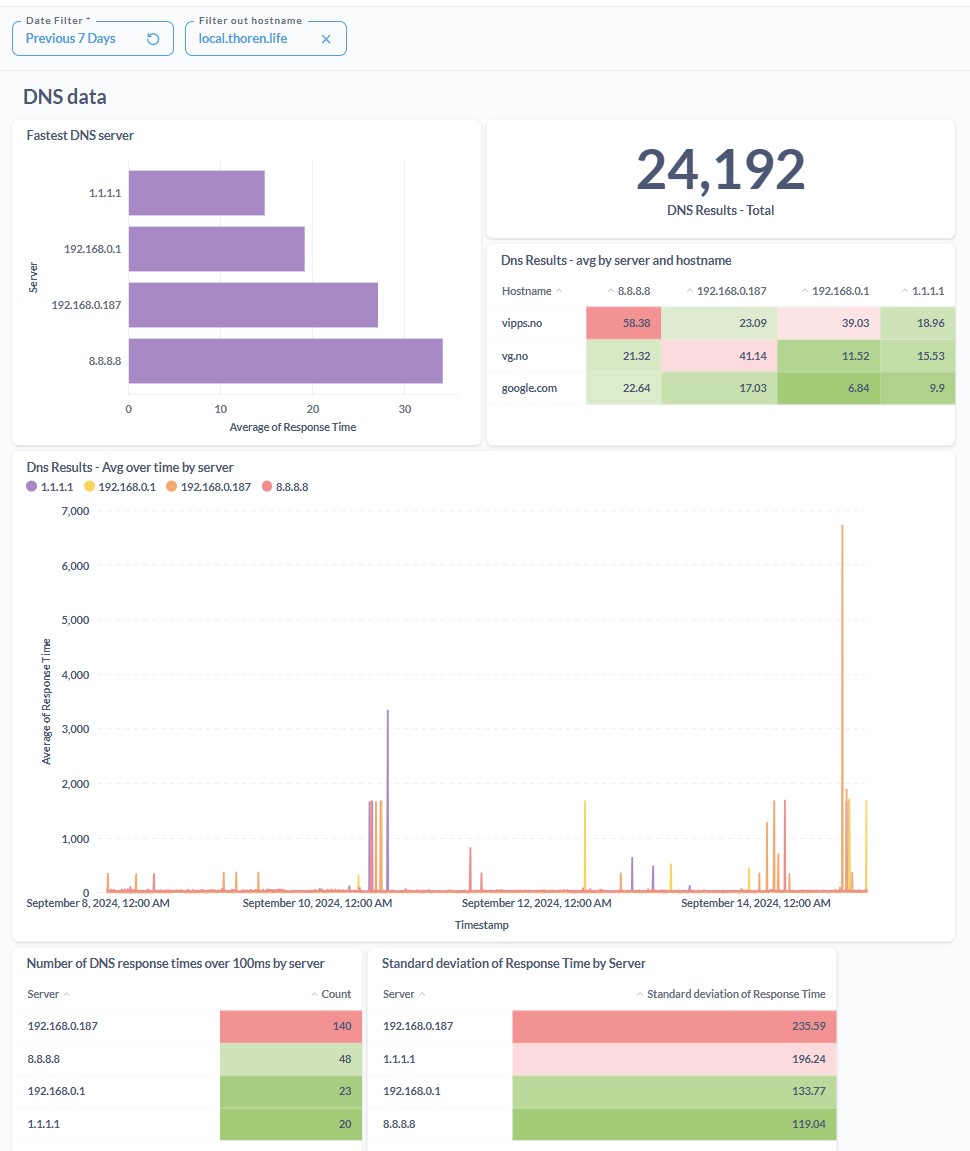 Date Filter *
Previous 7 Days
Filter out hostname
local.thoren.life
DNS data
Fastest DNS server
Server
1.1.1.1
192.168.0.1
192.168.0.187
8.8.8.8
0 10 20 30
Average of Response Time
24,192
DNS Results - Total
Dns Results - avg by server and hostname
Hostname 8.8.8.8 192.168.0.187 192.168.0.1 1.1.1.1
vipps.no 58.38 23.09 39.03 18.96
vg.no 21.32 41.14 11.52 15.53
google.com 22.64 17.03 6.84 9.9
Dns Results - Avg over time by server
1.1.1.1 192.168.0.1 192.168.0.187 8.8.8.8
Average of Response Time
7,000
6,000
5,000
4,000
3,000
2,000
1,000
0
September 8, 2024, 12:00 AM September 10, 2024, 12:00 AM September 12, 2024, 12:00 AM September 14, 2024, 12:00 AM
Timestamp
Number of DNS response times over 100ms by server
Server Count
192.168.0.187 140
8.8.8.8 48
192.168.0.1 23
1.1.1.1 20
Standard deviation of Response Time by Server
Server Standard deviation of Response Time
192.168.0.187 235.59
1.1.1.1 196.24
192.168.0.1 133.77
8.8.8.8 119.04